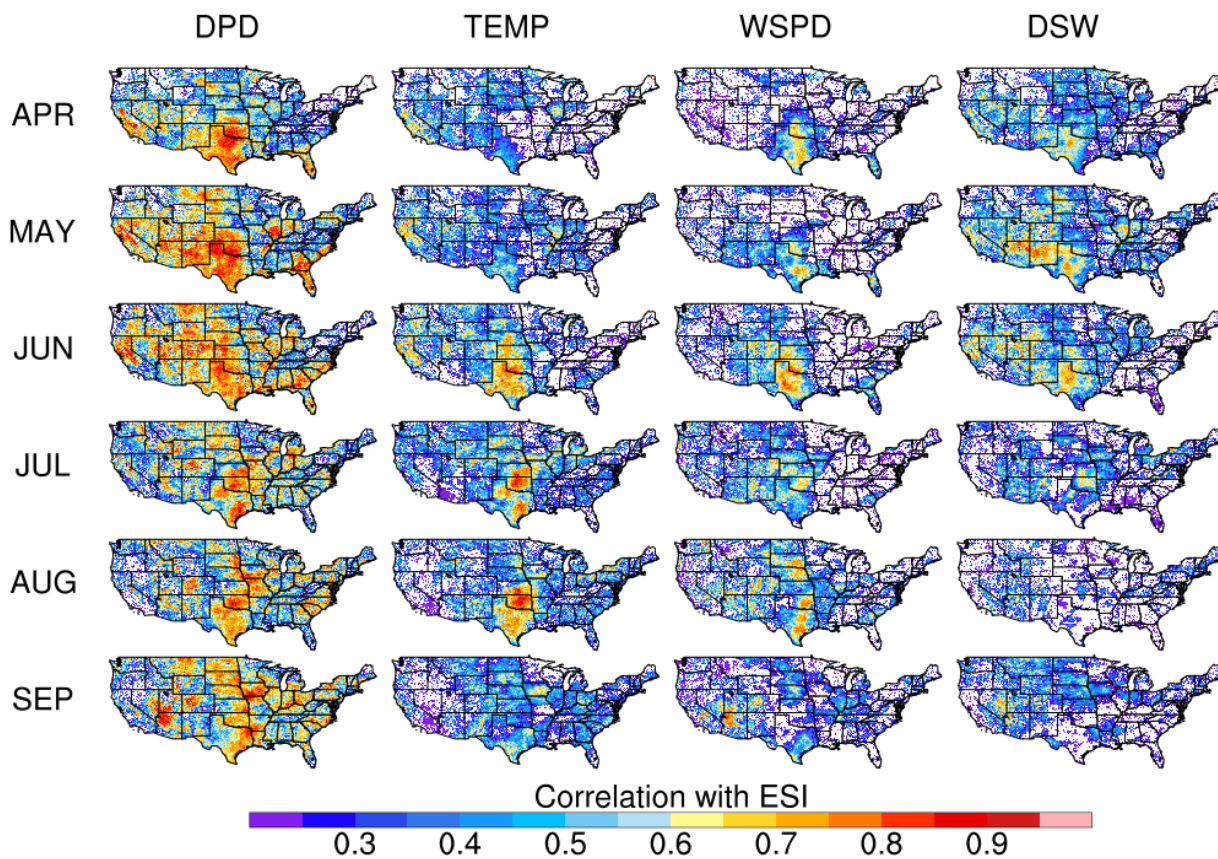 DPD TEMP WSPD DSW
APR
MAY
JUN
JUL
AUG
SEP
Correlation with ESI
0.3 0.4 0.5 0.6 0.7 0.8 0.9